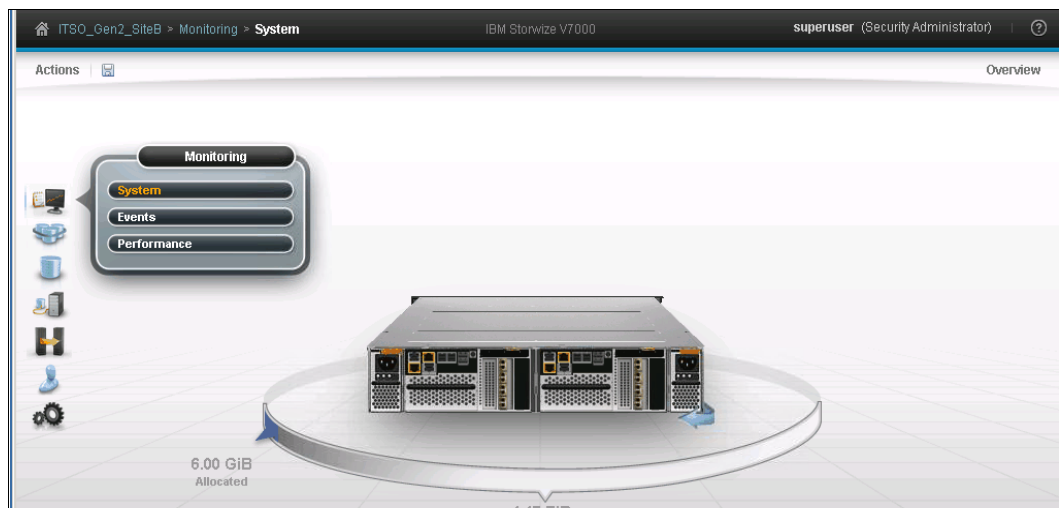 ITSO_Gen2_SiteB > Monitoring > System
IBM Storwize V7000
superuser (Security Administrator)
?
Actions
Overview
Monitoring
System
Events
Performance
6.00 GiB
Allocated